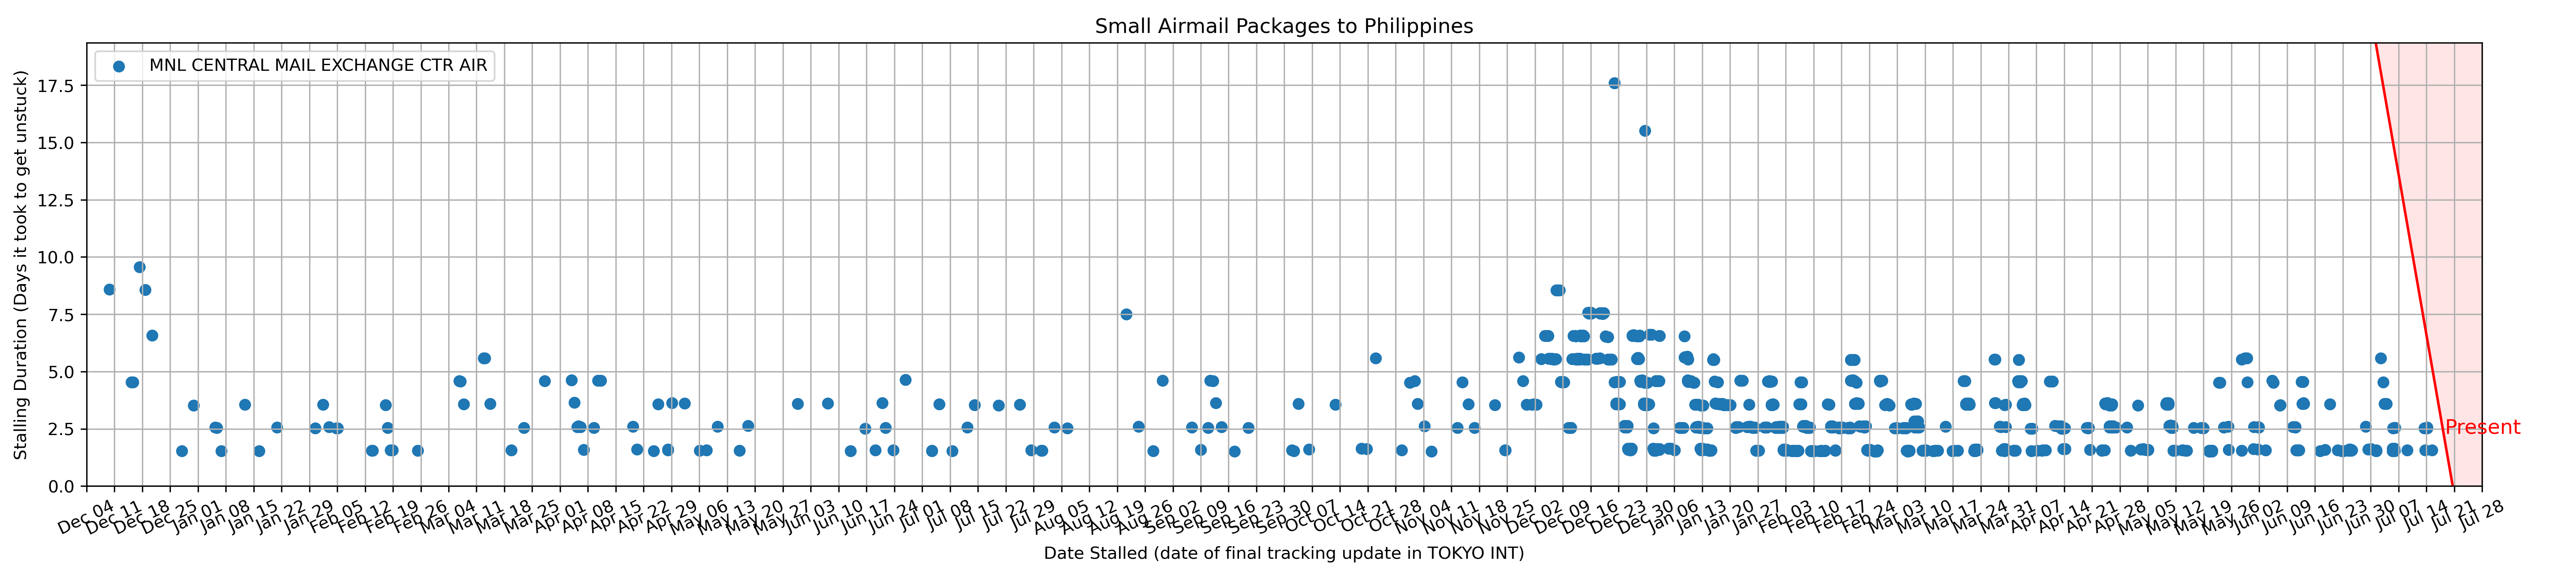 Small Airmail Packages to Philippines
MNL CENTRAL MAIL EXCHANGE CTR AIR
Stalling Duration (Days it took to get unstuck)
17.5
15.0
12.5
10.0
7.5
5.0
2.5
0.0
Present
Dec 04
Dec 11
Dec 18
Dec 25
Jan 01
Jan 08
Jan 15
Jan 22
Jan 29
Feb 05
Feb 12
Feb 19
Feb 26
Mar 04
Mar 11
Mar 18
Mar 25
Apr 01
Apr 08
Apr 15
Apr 22
Apr 29
May 06
May 13
May 20
May 27
Jun 03
Jun 10
Jun 17
Jun 24
Jul 01
Jul 08
Jul 15
Jul 22
Jul 29
Aug 05
Aug 12
Aug 19
Aug 26
Sep 02
Sep 09
Sep 16
Sep 23
Sep 30
Oct 07
Oct 14
Oct 21
Oct 28
Nov 04
Nov 11
Nov 18
Nov 25
Dec 02
Dec 09
Dec 16
Dec 23
Dec 30
Jan 06
Jan 13
Jan 20
Jan 27
Feb 03
Feb 10
Feb 17
Feb 24
Mar 03
Mar 10
Mar 17
Mar 24
Mar 31
Apr 07
Apr 14
Apr 21
Apr 28
May 05
May 12
May 19
May 26
Jun 02
Jun 09
Jun 16
Jun 23
Jun 30
Jul 07
Jul 14
Jul 21
Jul 28
Date Stalled (date of final tracking update in TOKYO INT)